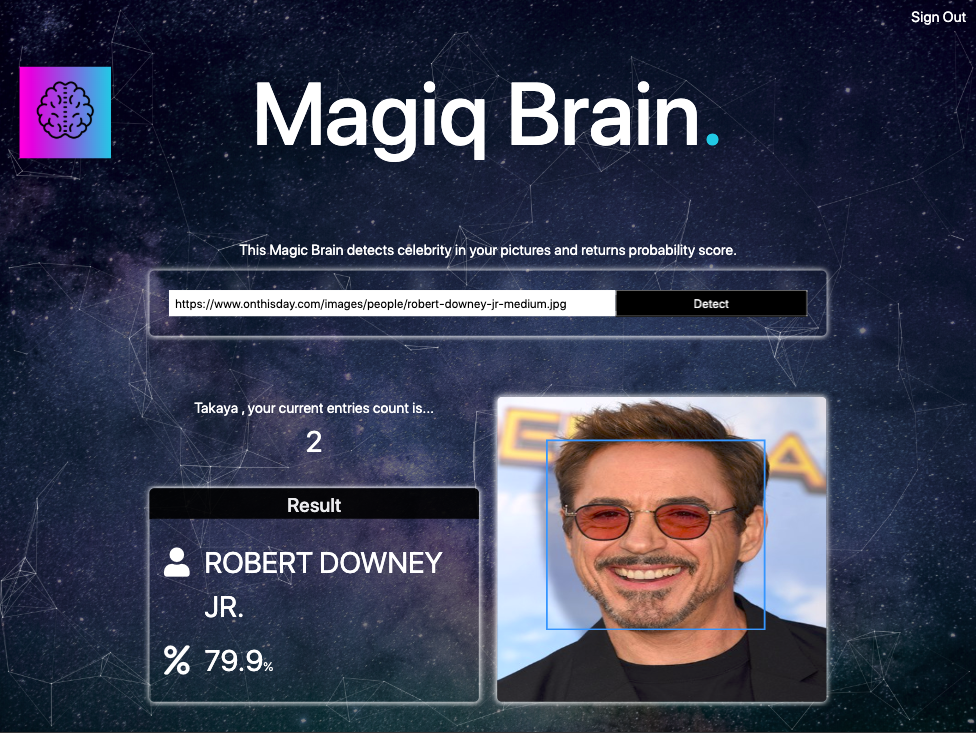 Sign Out
Magiq Brain.
This Magic Brain detects celebrity in your pictures and returns probability score.
https://www.onthisday.com/images/people/robert-downey-jr-medium.jpg
Detect
Takaya , your current entries count is...
2
Result
ROBERT DOWNEY
JR.
% 79.9%